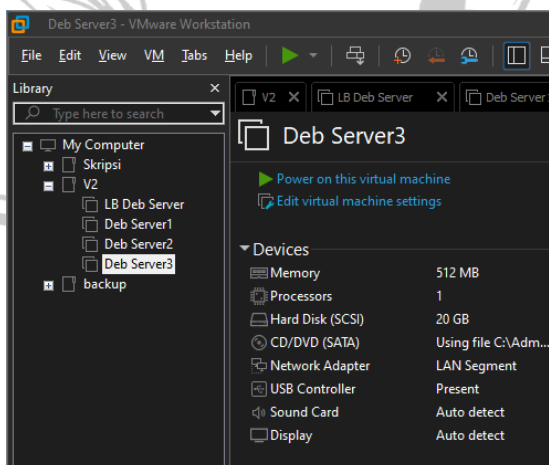 Deb Server3 - VMware Workstation
File Edit View VM Tabs Help
Library
Type here to search
My Computer
Skripsi
V2
LB Deb Server
Deb Server1
Deb Server2
Deb Server3
backup
V2 LB Deb Server Deb Server
Deb Server3
Power on this virtual machine
Edit virtual machine settings
Devices
Memory 512 MB
Processors 1
Hard Disk (SCSI) 20 GB
CD/DVD (SATA) Using file C:\Adm...
Network Adapter LAN Segment
USB Controller Present
Sound Card Auto detect
Display Auto detect